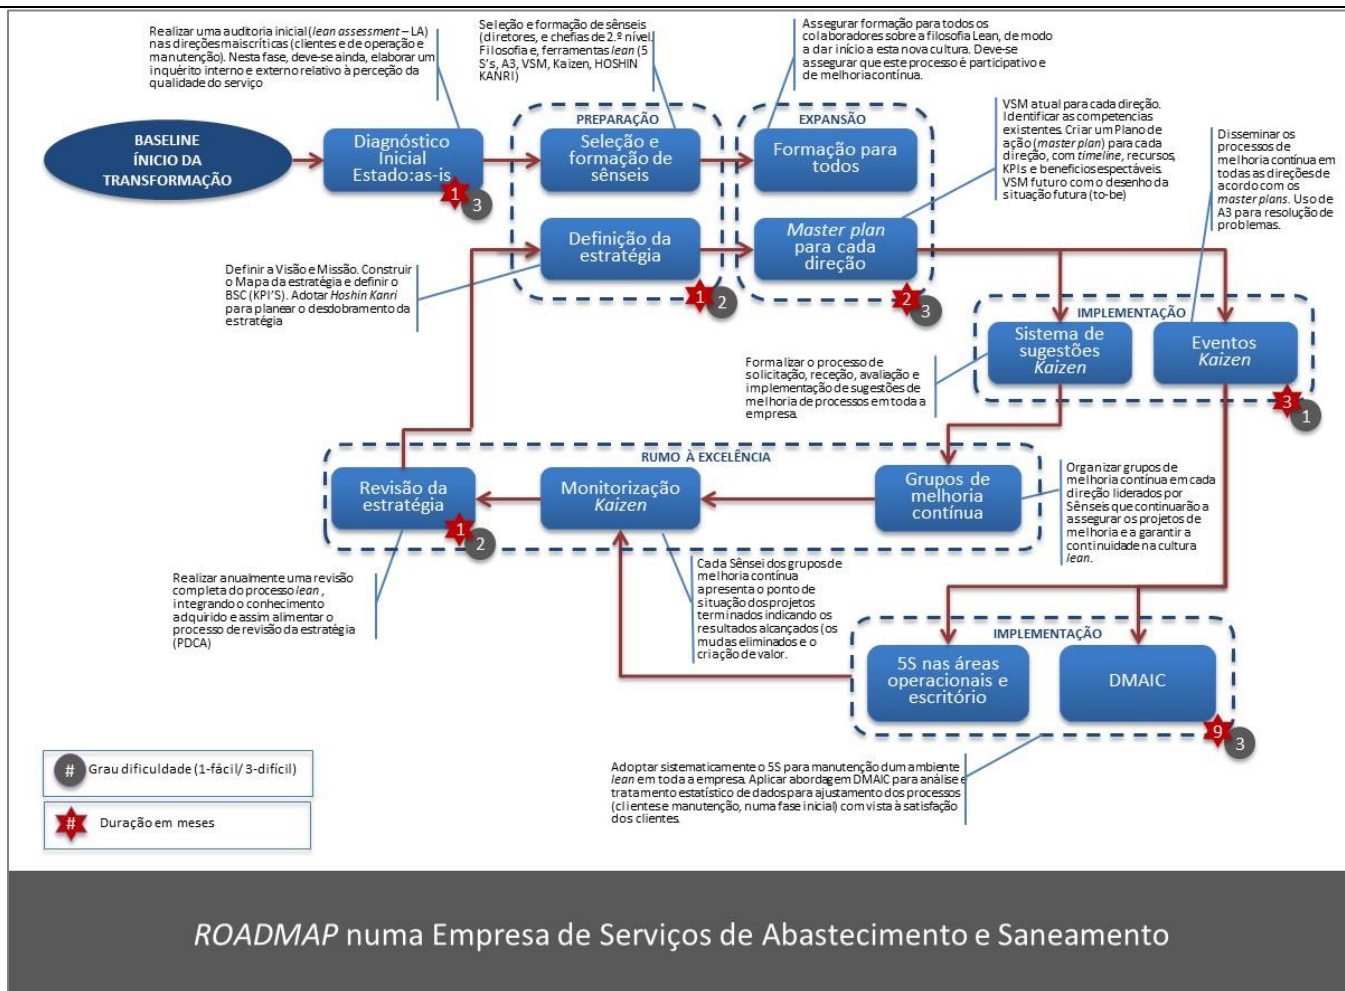 Realizar uma auditoria inicial (lean assessment – LA)
nas direções mais críticas (clientes e de operação e
manutenção). Nesta fase, deve-se ainda, elaborar um
inquérito interno e externo relativo à perceção da
qualidade do serviço
Seleção e formação de sênseis
(diretores, e chefias de 2.º nível.
Filosofia e, ferramentas lean (5
S's, A3, VSM, Kaizen, HOSHIN
KANRI)
Assegurar formação para todos os
colaboradores sobre a filosofia Lean, de modo
a dar início a esta nova cultura. Deve-se
assegurar que este processo é participativo e
de melhoria contínua.
VSM atual para cada direção.
Identificar as competencias
existentes. Criar um Plano de
ação (master plan) para cada
direção, com timeline, recursos,
KPIs e beneficios espectáveis.
VSM futuro com o desenho da
situação futura (to-be)
Disseminar os
processos de
melhoria contínua em
todas as direções de
acordo com os
master plans. Uso de
A3 para resolução de
problemas.
BASELINE
ÍNICIO DA
TRANSFORMAÇÃO
Diagnóstico
Inicial
Estado:as-is
1
3
PREPARAÇÃO
Seleção e
formação de
sênseis
Definição da
estratégia
1
2
EXPANSÃO
Formação para
todos
Master plan
para cada
direção
2
3
Definir a Visão e Missão. Construir
o Mapa da estratégia e definir o
BSC (KPI'S). Adotar Hoshin Kanri
para planear o desdobramento da
estratégia
IMPLEMENTAÇÃO
Sistema de
sugestões
Kaizen
Eventos
Kaizen
3
1
Formalizar o processo de
solicitação, receção, avaliação e
implementação de sugestões de
melhoria de processos em toda a
empresa.
RUMO À EXCELÊNCIA
Revisão da
estratégia
1
2
Monitorização
Kaizen
Grupos de
melhoria
contínua
Organizar grupos de
melhoria contínua em cada
direção liderados por
Sênseis que continuarão a
assegurar os projetos de
melhoria e a garantir a
continuidade na cultura
lean.
Realizar anualmente uma revisão
completa do processo lean ,
integrando o conhecimento
adquirido e assim alimentar o
processo de revisão da estratégia
(PDCA)
Cada Sênsei dos grupos de
melhoria contínua
apresenta o ponto de
situação dos projetos
terminados indicando os
resultados alcançados (os
mudas eliminados e o
criação de valor.
IMPLEMENTAÇÃO
5S nas áreas
operacionais e
escritório
DMAIC
9
3
Adoptar sistematicamente o 5S para manutenção dum ambiente
lean em toda a empresa. Aplicar abordagem DMAIC para análise e
tratamento estatístico de dados para ajustamento dos processos
(clientes e manutenção, numa fase inicial) com vista à satisfação
dos clientes.
# Grau dificuldade (1-fácil/ 3-difícil)
# Duração em meses
ROADMAP numa Empresa de Serviços de Abastecimento e Saneamento